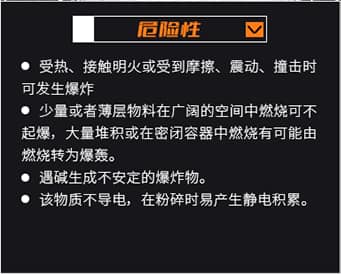 危险性
● 受热、接触明火或受到摩擦、震动、撞击时
可发生爆炸
● 少量或者薄层物料在广阔的空间中燃烧可不
起爆，大量堆积或在密闭容器中燃烧有可能由
燃烧转为爆轰。
● 遇碱生成不安定的爆炸物。
● 该物质不导电，在粉碎时易产生静电积累。